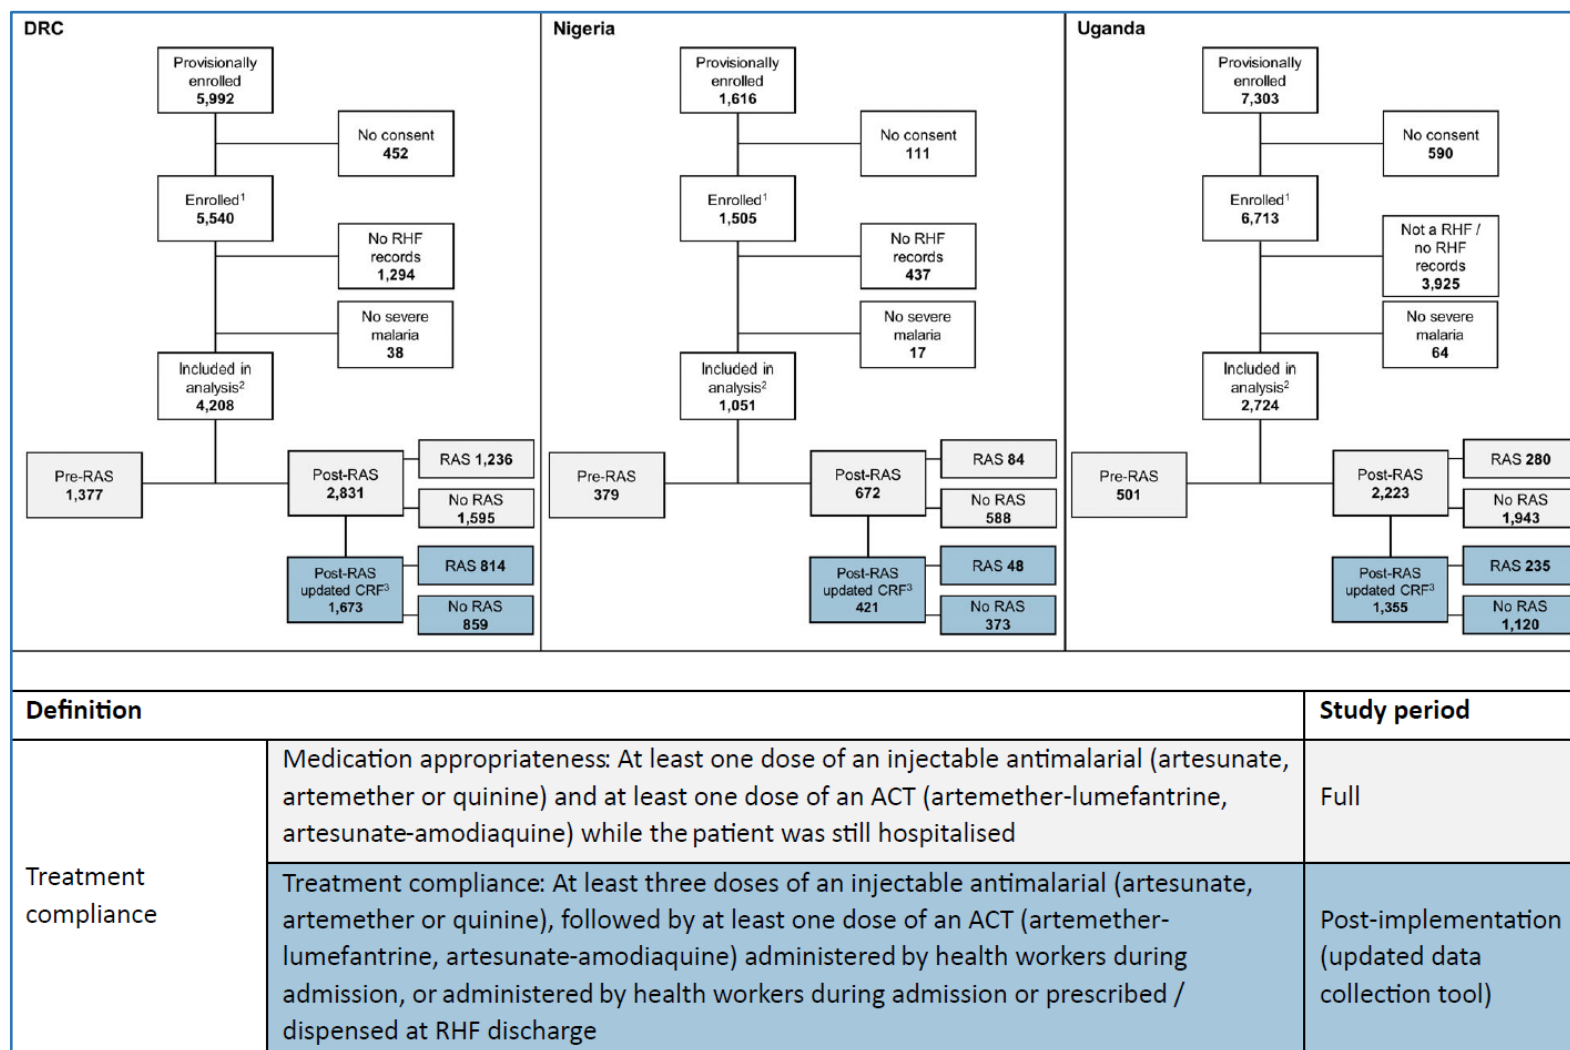 DRC
Provisionally
enrolled
5,992
No consent
452
Enrolled¹
5,540
No RHF
records
1,294
No severe
malaria
38
Included in
analysis²
4,208
Pre-RAS
1,377
Post-RAS
2,831
RAS 1,236
No RAS
1,595
Post-RAS
updated CRF³
1,673
RAS 814
No RAS
859
Nigeria
Provisionally
enrolled
1,616
No consent
111
Enrolled¹
1,505
No RHF
records
437
No severe
malaria
17
Included in
analysis²
1,051
Pre-RAS
379
Post-RAS
672
RAS 84
No RAS
588
Post-RAS
updated CRF³
421
RAS 48
No RAS
373
Uganda
Provisionally
enrolled
7,303
No consent
590
Enrolled¹
6,713
Not a RHF /
no RHF
records
3,925
No severe
malaria
64
Included in
analysis²
2,724
Pre-RAS
501
Post-RAS
2,223
RAS 280
No RAS
1,943
Post-RAS
updated CRF³
1,355
RAS 235
No RAS
1,120
Definition
Study period
Treatment
compliance
Medication appropriateness: At least one dose of an injectable antimalarial (artesunate,
artemether or quinine) and at least one dose of an ACT (artemether-lumefantrine,
artesunate-amodiaquine) while the patient was still hospitalised
Full
Treatment compliance: At least three doses of an injectable antimalarial (artesunate,
artemether or quinine), followed by at least one dose of an ACT (artemether-
lumefantrine, artesunate-amodiaquine) administered by health workers during
admission, or administered by health workers during admission or prescribed /
dispensed at RHF discharge
Post-implementation
(updated data
collection tool)